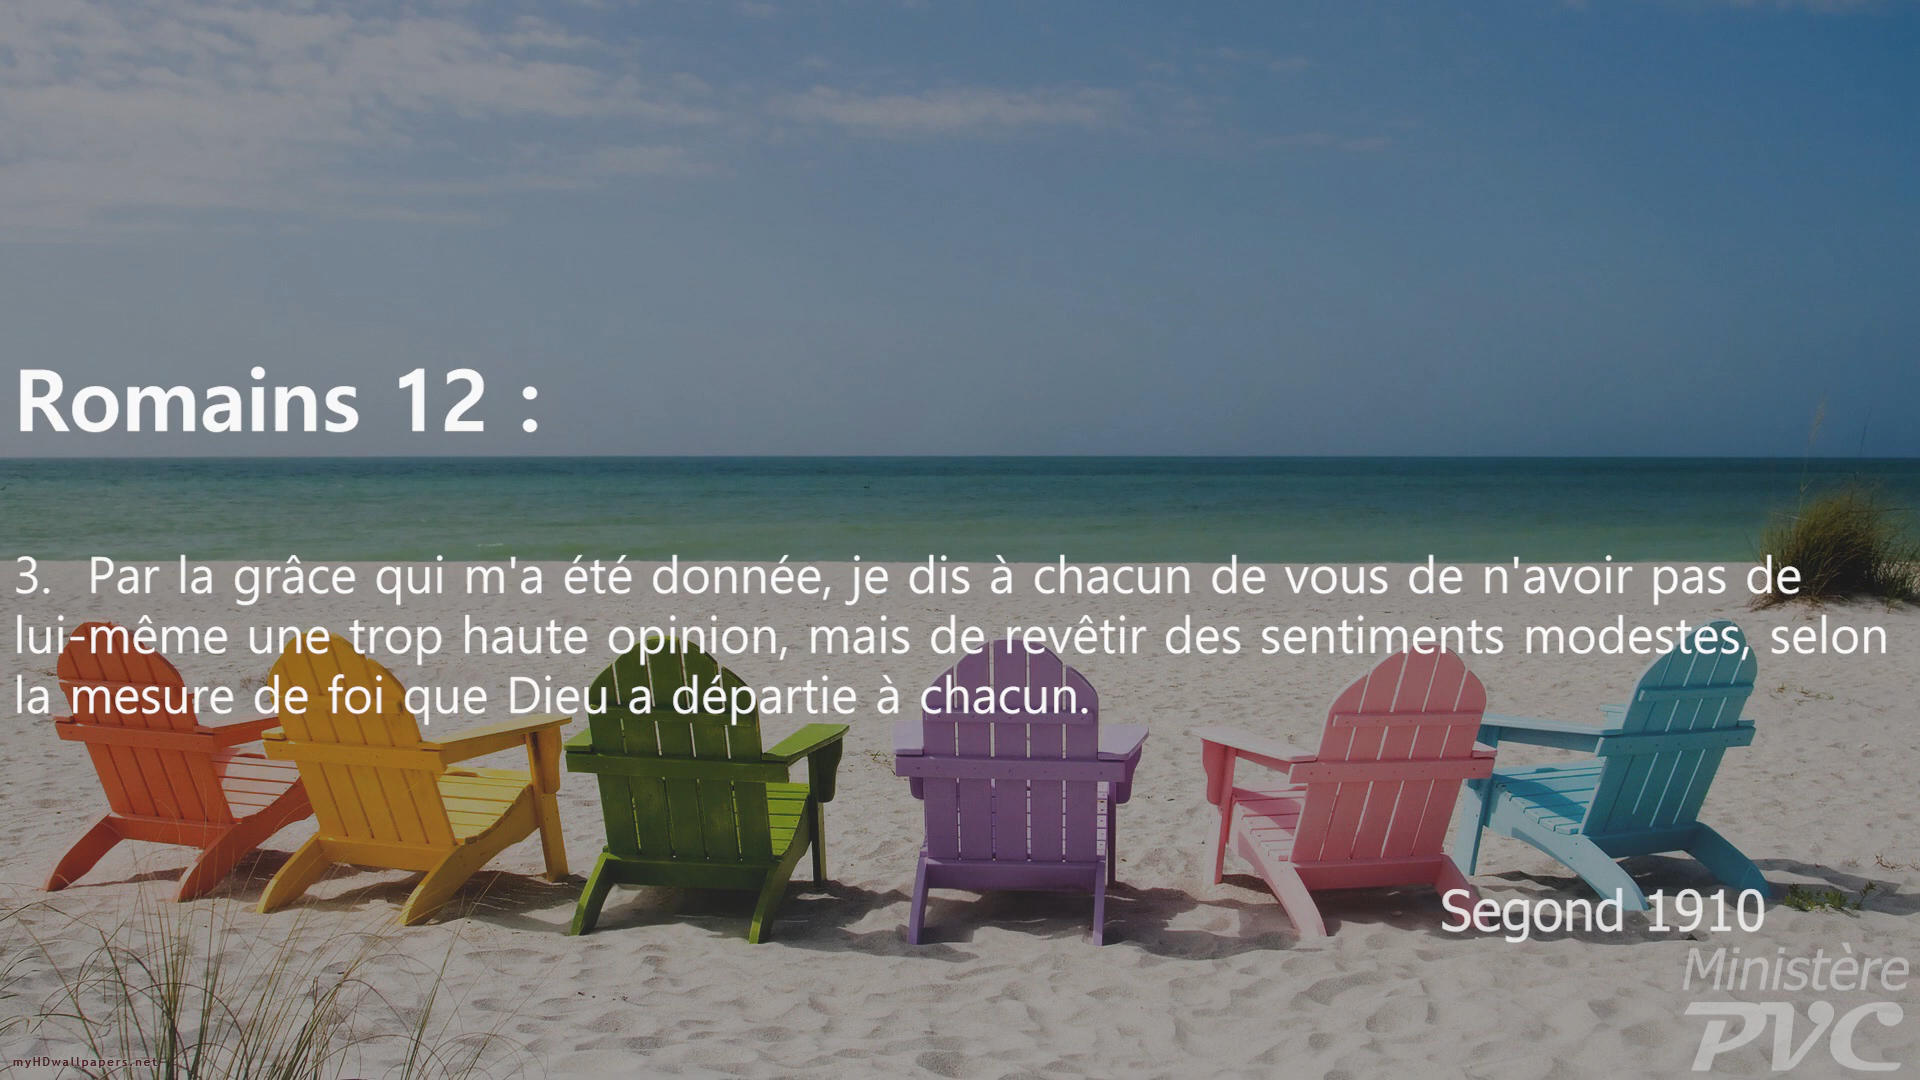 Romains 12 :
3. Par la grâce qui m'a été donnée, je dis à chacun de vous de n'avoir pas de
lui-même une trop haute opinion, mais de revêtir des sentiments modestes, selon
la mesure de foi que Dieu a départie à chacun.
Segond 1910
Ministère
PVC
myHDwallpapers.net